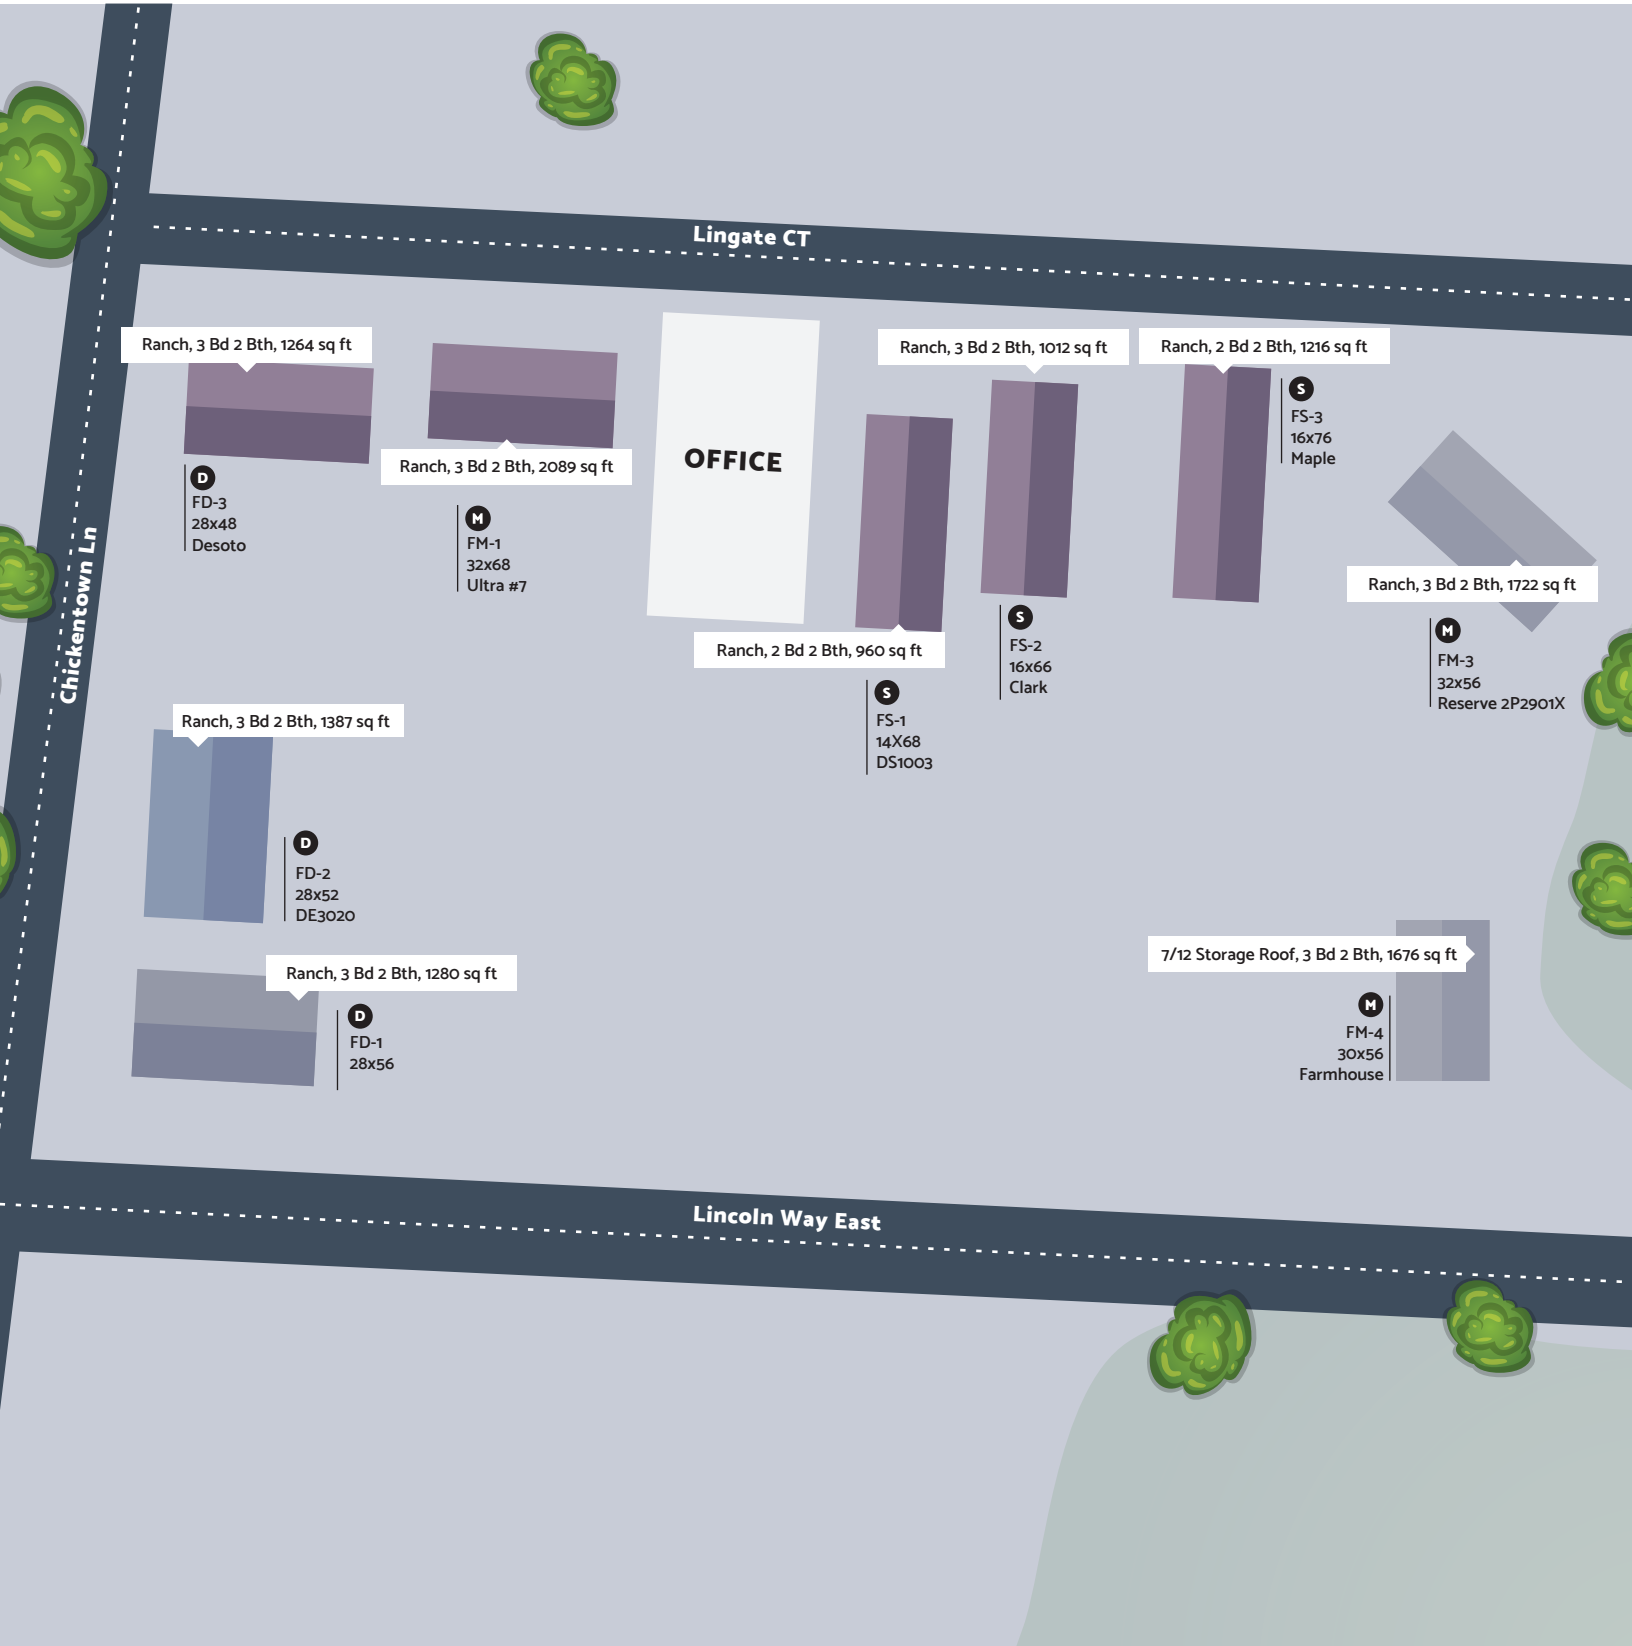 Lingate CT
Chickentown Ln
Lincoln Way East
OFFICE
Ranch, 3 Bd 2 Bth, 1264 sq ft
D
FD-3
28x48
Desoto
Ranch, 3 Bd 2 Bth, 2089 sq ft
M
FM-1
32x68
Ultra #7
Ranch, 2 Bd 2 Bth, 960 sq ft
S
FS-1
14X68
DS1003
Ranch, 3 Bd 2 Bth, 1012 sq ft
S
FS-2
16x66
Clark
Ranch, 2 Bd 2 Bth, 1216 sq ft
S
FS-3
16x76
Maple
Ranch, 3 Bd 2 Bth, 1722 sq ft
M
FM-3
32x56
Reserve 2P2901X
Ranch, 3 Bd 2 Bth, 1387 sq ft
D
FD-2
28x52
DE3020
Ranch, 3 Bd 2 Bth, 1280 sq ft
D
FD-1
28x56
7/12 Storage Roof, 3 Bd 2 Bth, 1676 sq ft
M
FM-4
30x56
Farmhouse